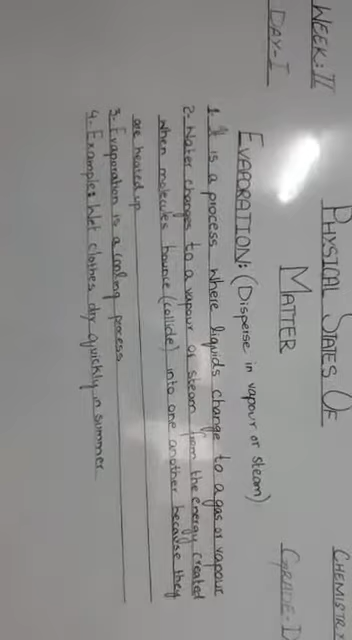 WEEK: II
PHYSICAL STATES OF
CHEMISTR
DAY-I
MATTER
GRADE-I
EVAPORATION: (Disperse in vapour or steam)
1- It is a process where liquids change to a gas or vapour
2- Water changes to a vapour or steam from the energy created
when molecules bounce (collide) into one another because they
are heated up
3- Evaporation is a cooling process
4- Example: Wet clothes dry quickly in summer